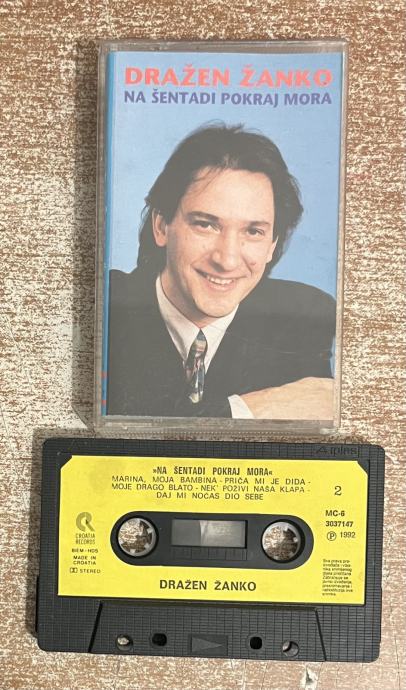 DRAŽEN ŽANKO
NA ŠENTADI POKRAJ MORA
»NA ŠENTADI POKRAJ MORA«
MARINA, MOJA BAMBINA - PRIČA MI JE DIDA -
MOJE DRAGO BLATO - NEK' POZIVI NAŠA KLAPA -
DAJ MI NOĆAS DIO SEBE
2
CROATIA
RECORDS
BIEM - HDS
MADE IN
CROATIA
STEREO
MC-6
3037147
Ⓟ 1992
DRAŽEN ŽANKO